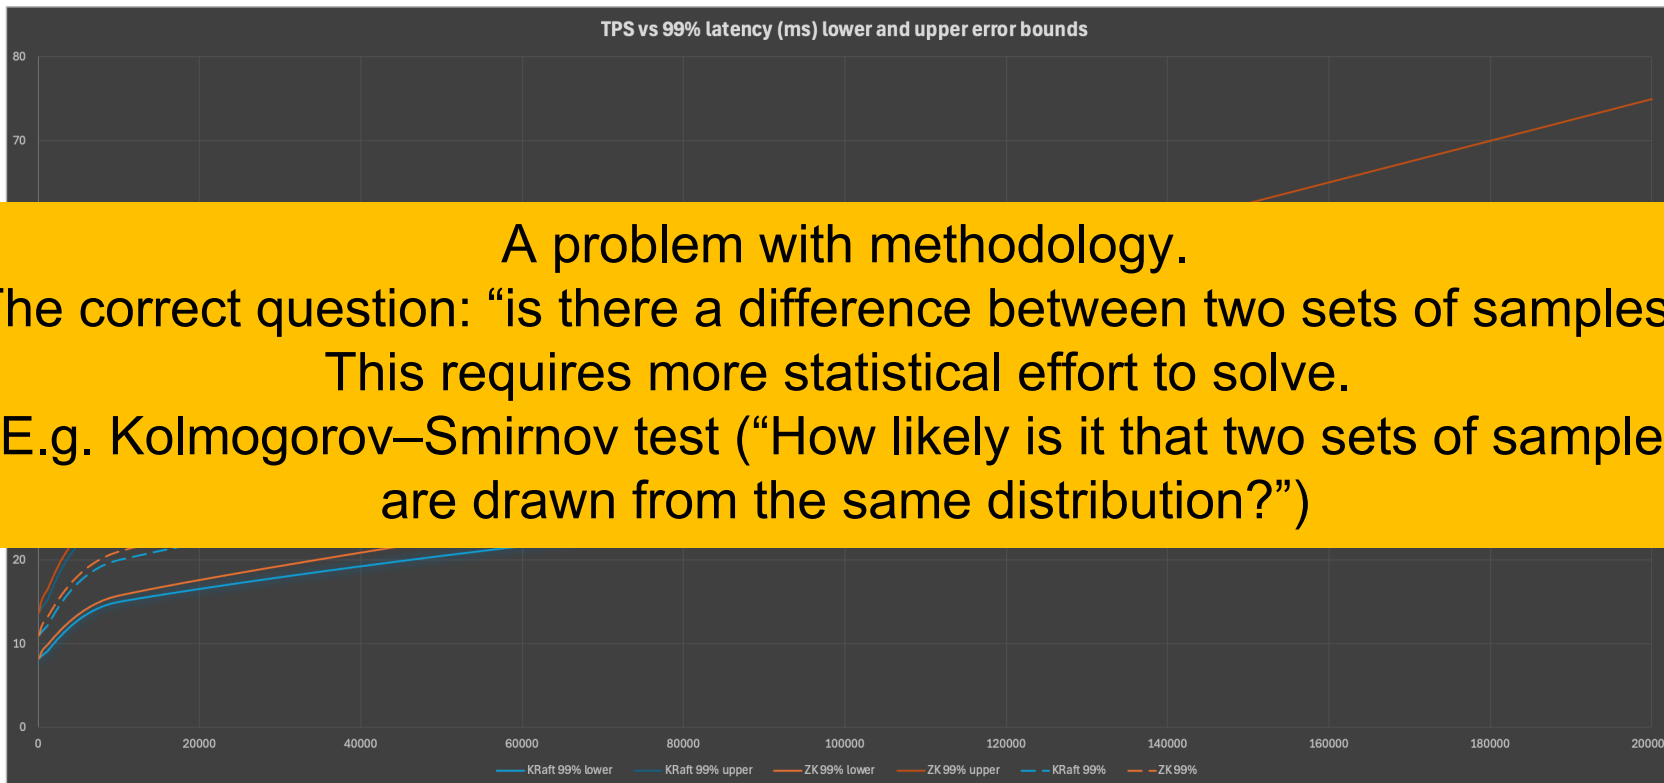 TPS vs 99% latency (ms) lower and upper error bounds
80
70
A problem with methodology.
he correct question: “is there a difference between two sets of samples
This requires more statistical effort to solve.
E.g. Kolmogorov–Smirnov test (“How likely is it that two sets of sample
are drawn from the same distribution?”)
20
10
0
0 20000 40000 60000 80000 100000 120000 140000 160000 180000 20000
KRaft 99% lower KRaft 99% upper ZK 99% lower ZK 99% upper KRaft 99% ZK 99%